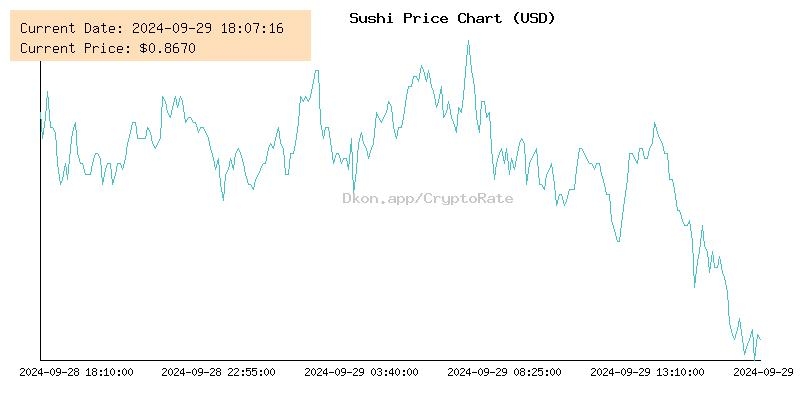 Sushi Price Chart (USD)
Current Date: 2024-09-29 18:07:16
Current Price: $0.8670
Dkon.app/CryptoRate
2024-09-28 18:10:00 2024-09-28 22:55:00 2024-09-29 03:40:00 2024-09-29 08:25:00 2024-09-29 13:10:00 2024-09-29